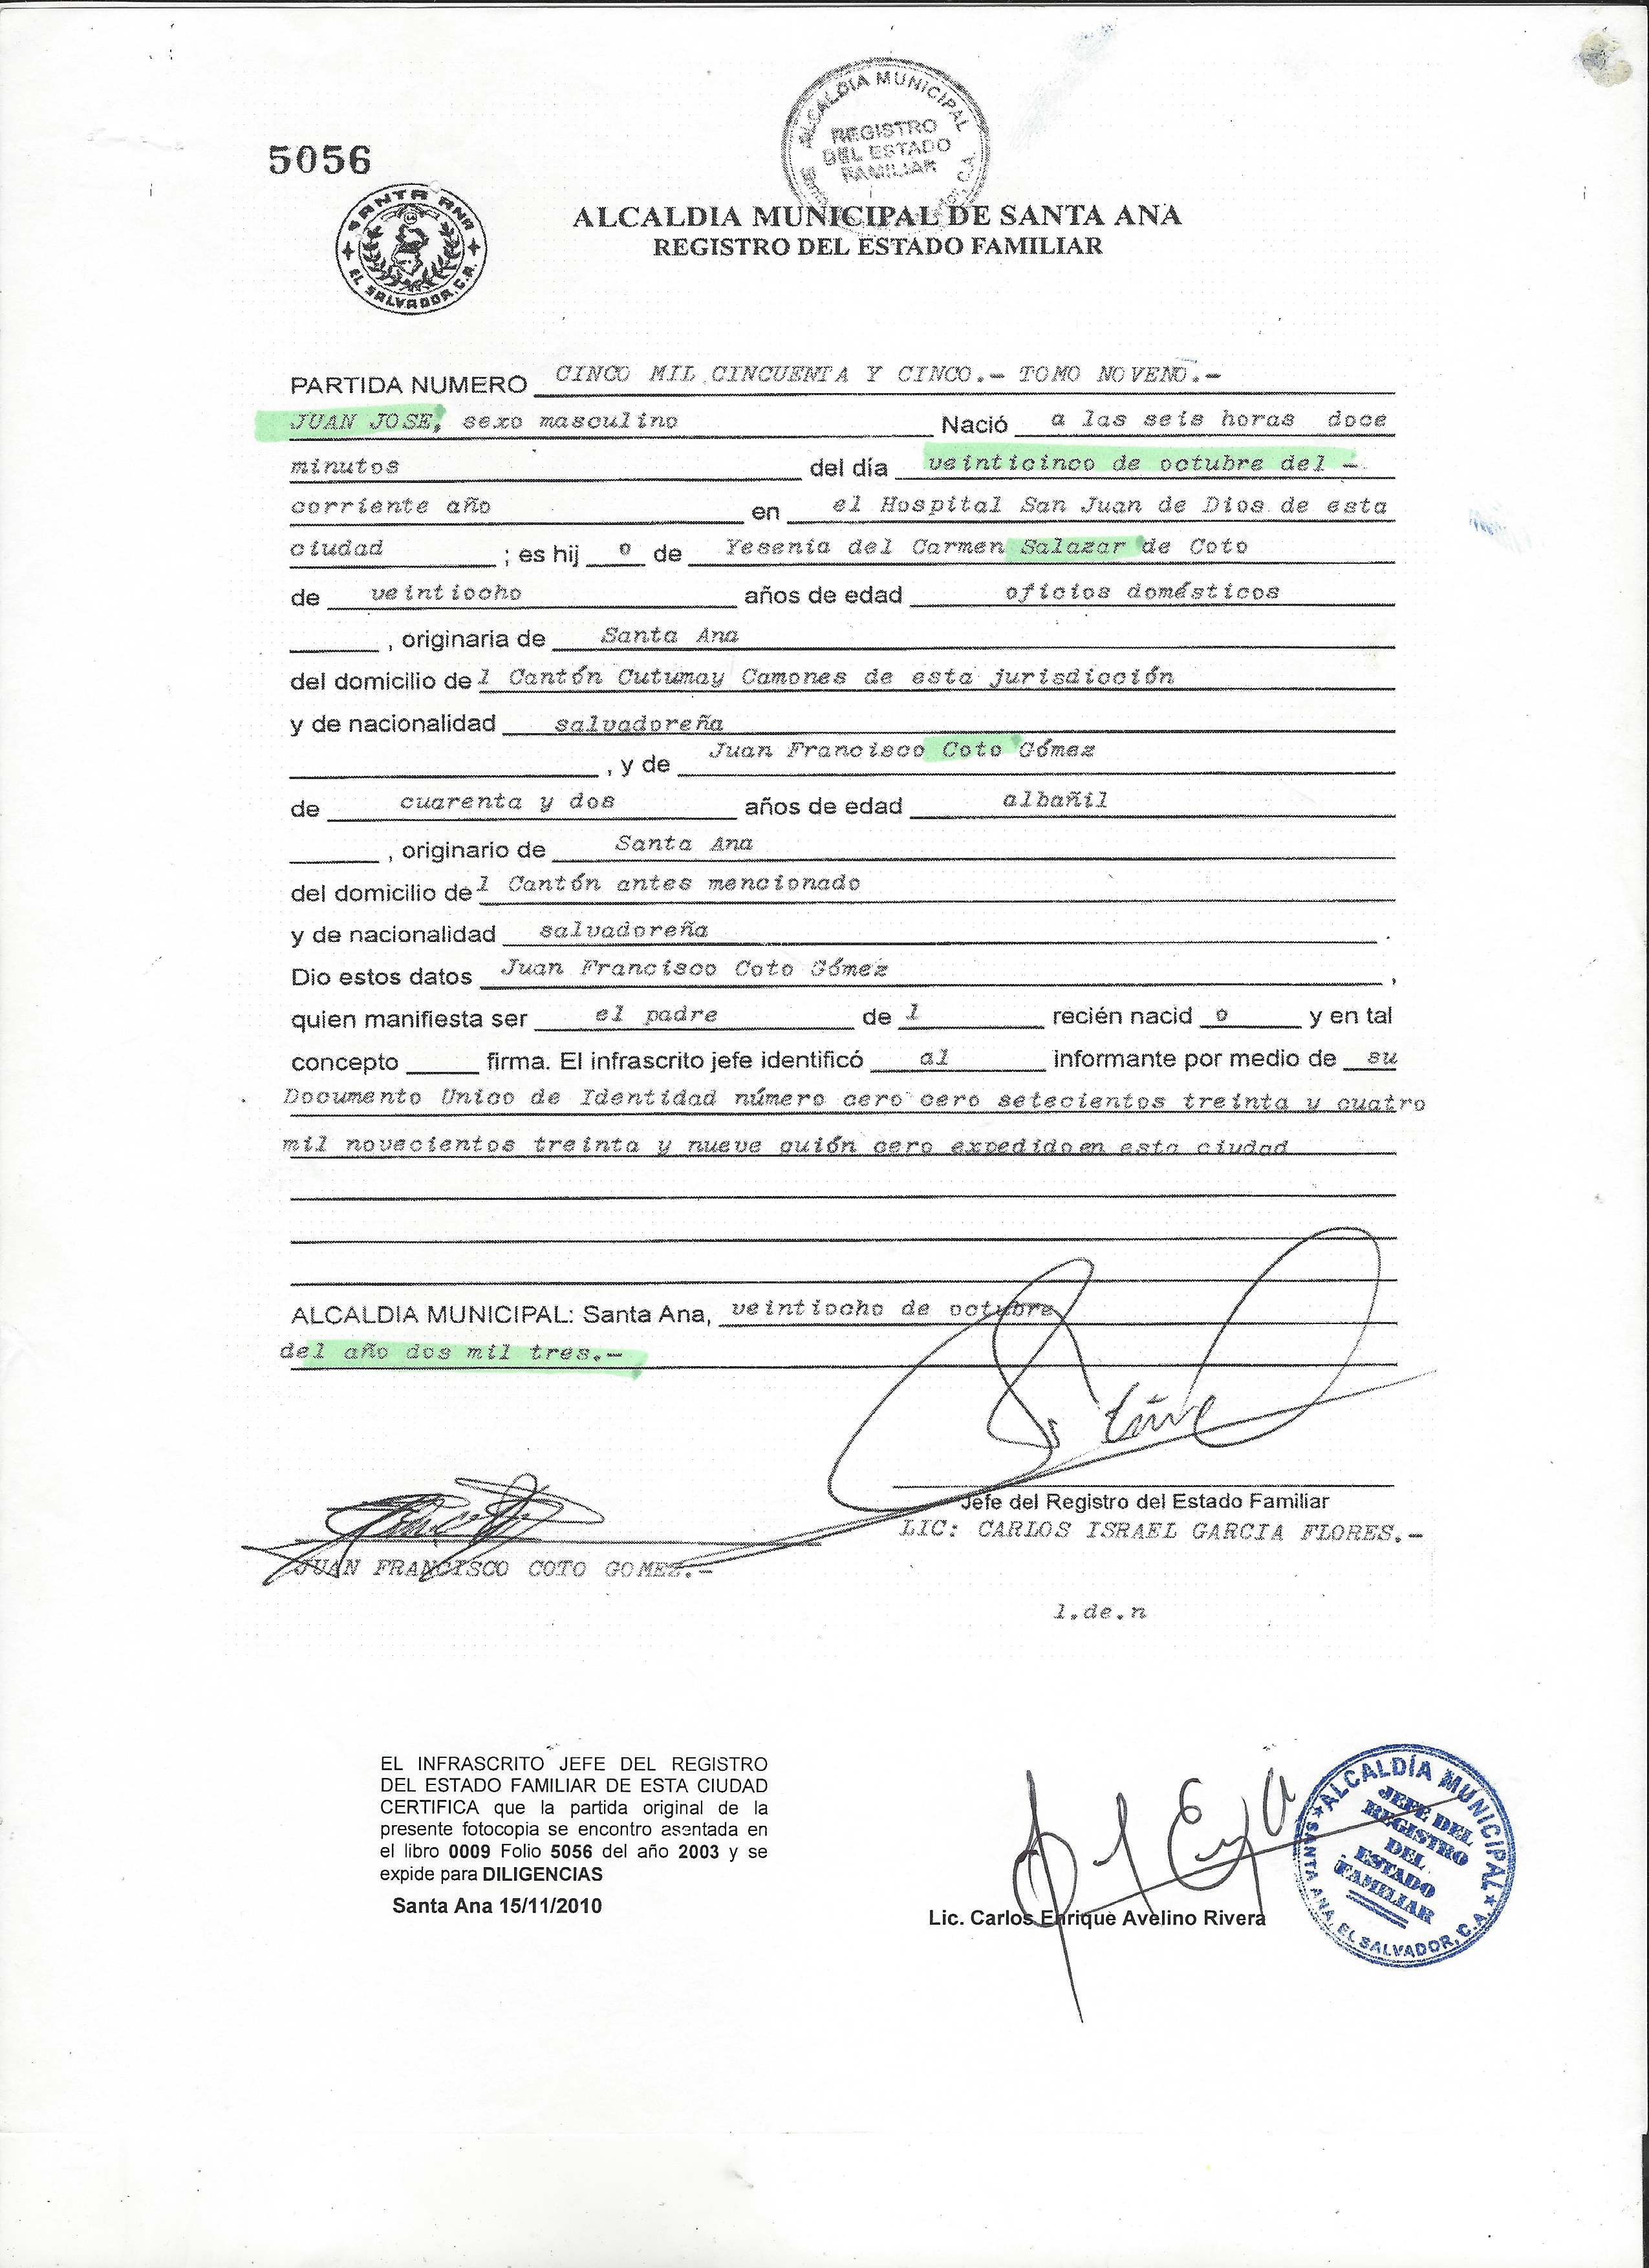 ALCALDIA MUNICIPAL
REGISTRO
DEL ESTADO
FAMILIAR
C.A.
5056
SANTA ANA
EL SALVADOR, C.A.
ALCALDIA MUNICIPAL DE SANTA ANA
REGISTRO DEL ESTADO FAMILIAR
PARTIDA NUMERO CINCO MIL CINCUENTA Y CINCO.- TOMO NOVENO.-
JUAN JOSE, sexo masculino Nació a las seis horas doce
minutos del día veinticinco de octubre del -
corriente año en el Hospital San Juan de Dios de esta
ciudad ; es hij o de Yesenia del Carmen Salazar de Coto
de veintiocho años de edad oficios domésticos
, originaria de Santa Ana
del domicilio de l Cantón Cutumay Camones de esta jurisdicción
y de nacionalidad salvadoreña
, y de Juan Francisco Coto Gómez
de cuarenta y dos años de edad albañil
, originario de Santa Ana
del domicilio de l Cantón antes mencionado
y de nacionalidad salvadoreña .
Dio estos datos Juan Francisco Coto Gómez ,
quien manifiesta ser el padre de l recién nacid o y en tal
concepto firma. El infrascrito jefe identificó al informante por medio de su
Documento Unico de Identidad número cero cero setecientos treinta y cuatro
mil novecientos treinta y nueve guión cero expedido en esta ciudad
ALCALDIA MUNICIPAL: Santa Ana, veintiocho de octubre
del año dos mil tres.-
Jefe del Registro del Estado Familiar
LIC: CARLOS ISRAEL GARCIA FLORES.-
JUAN FRANCISCO COTO GOMEZ.-
l.de.n
EL INFRASCRITO JEFE DEL REGISTRO
DEL ESTADO FAMILIAR DE ESTA CIUDAD
CERTIFICA que la partida original de la
presente fotocopia se encontro asentada en
el libro 0009 Folio 5056 del año 2003 y se
expide para DILIGENCIAS
Santa Ana 15/11/2010
Lic. Carlos Enrique Avelino Rivera
ALCALDÍA MUNICIPAL
JEFE DEL
REGISTRO
DEL
ESTADO
FAMILIAR
SANTA ANA, EL SALVADOR, C.A.